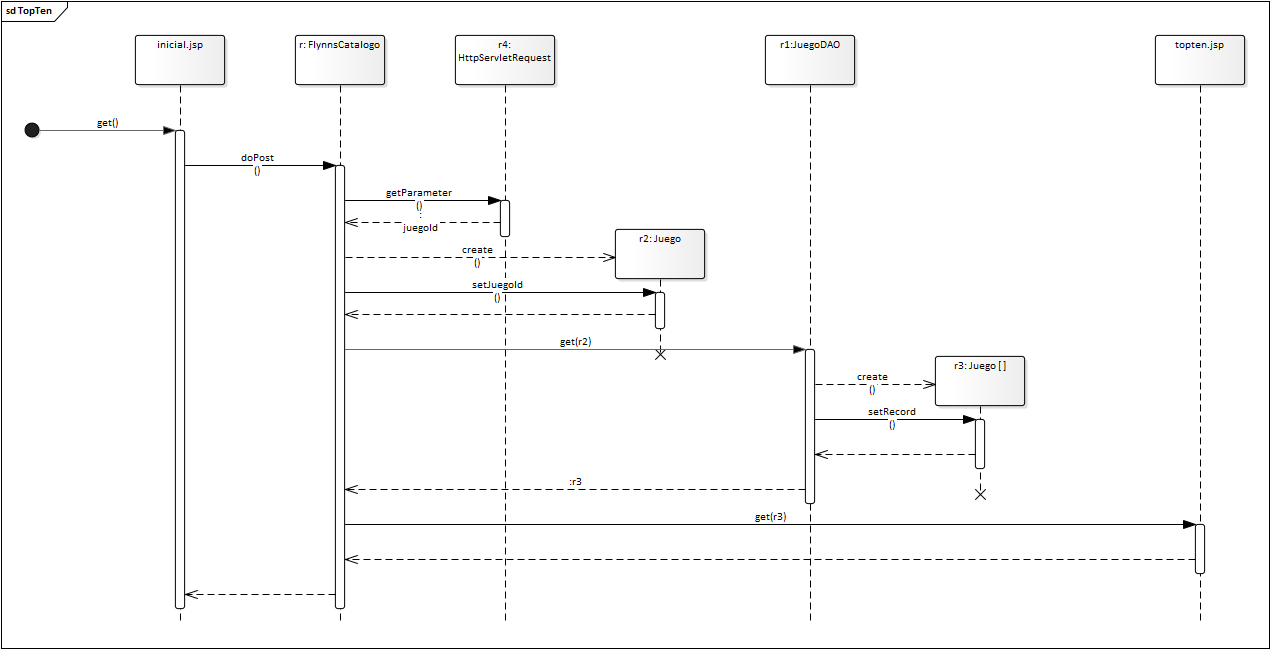 sd TopTen
inicial.jsp
r: FlynnsCatalogo
r4:
HttpServletRequest
r1:JuegoDAO
topten.jsp
get()
doPost
()
getParameter
()
:
juegoId
r2: Juego
create
()
setJuegoId
()
get(r2)
r3: Juego [ ]
create
()
setRecord
()
:r3
get(r3)